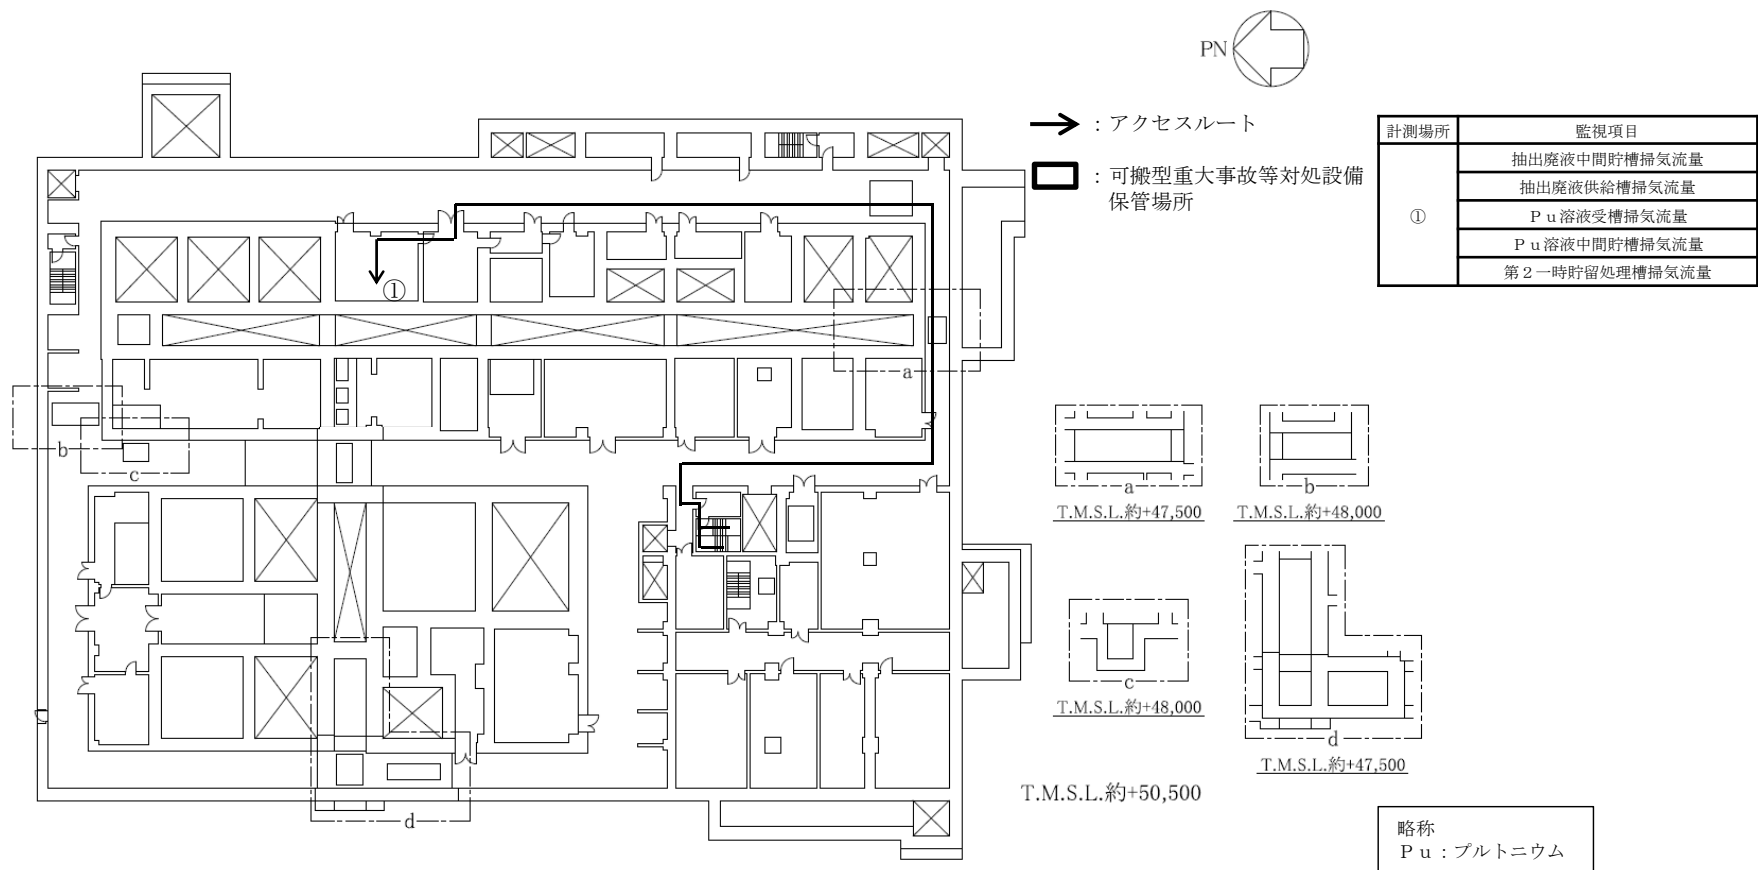 PN
：アクセスルート
：可搬型重大事故等対処設備
保管場所
計測場所 監視項目
①
抽出廃液中間貯槽掃気流量
抽出廃液供給槽掃気流量
Ｐｕ溶液受槽掃気流量
Ｐｕ溶液中間貯槽掃気流量
第２一時貯留処理槽掃気流量
①
a
b
c
d
a
T.M.S.L.約+47,500
b
T.M.S.L.約+48,000
c
T.M.S.L.約+48,000
d
T.M.S.L.約+47,500
T.M.S.L.約+50,500
略称
Ｐｕ：プルトニウム